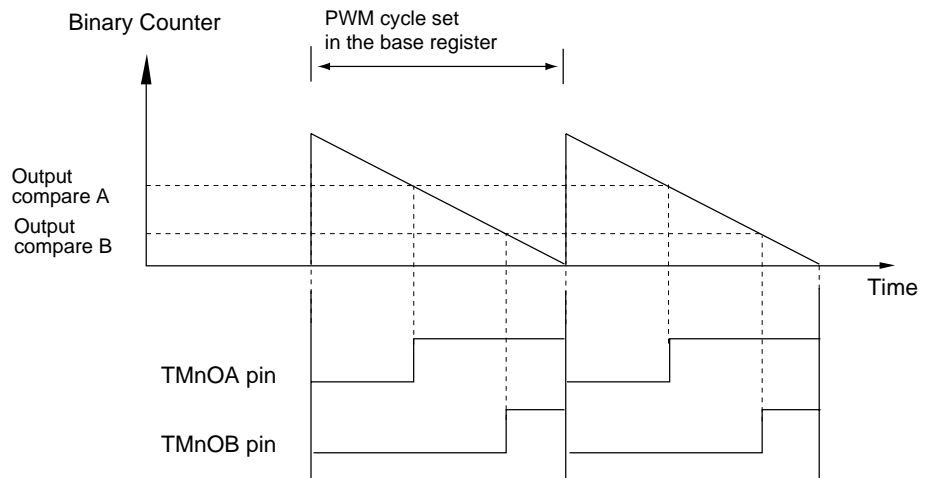 Binary Counter
PWM cycle set
in the base register
Output
compare A
Output
compare B
Time
TMnOA pin
TMnOB pin